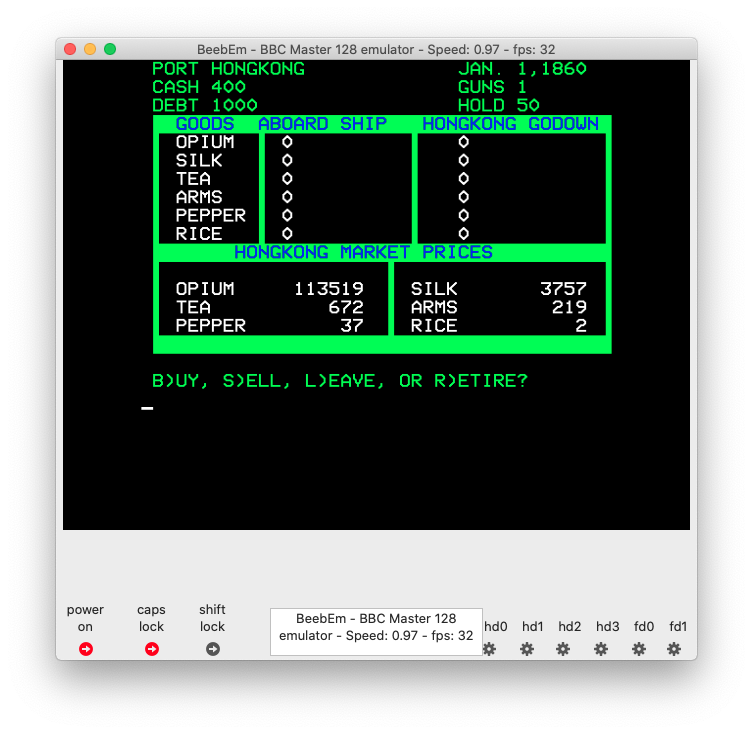 BeebEm - BBC Master 128 emulator - Speed: 0.97 - fps: 32
PORT HONGKONG JAN. 1,1860
CASH 400 GUNS 1
DEBT 1000 HOLD 50
GOODS ABOARD SHIP HONGKONG GODOWN
OPIUM 0 0
SILK 0 0
TEA 0 0
ARMS 0 0
PEPPER 0 0
RICE 0 0
HONGKONG MARKET PRICES
OPIUM 113519 SILK 3757
TEA 672 ARMS 219
PEPPER 37 RICE 2
B)UY, S)ELL, L)EAVE, OR R)ETIRE?
power on
caps lock
shift lock
BeebEm - BBC Master 128
emulator - Speed: 0.97 - fps: 32
hd0 hd1 hd2 hd3 fd0 fd1